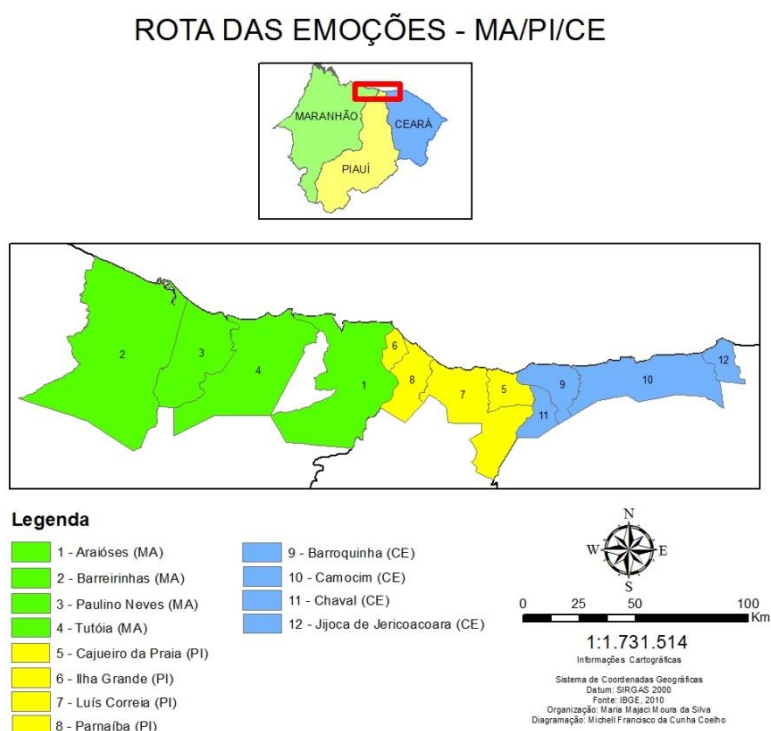 ROTA DAS EMOÇÕES - MA/PI/CE
MARANHÃO
CEARÁ
PIAUÍ
2
3
4
1
6
8
7
5
9
11
10
12
Legenda
1 - Araióses (MA)
2 - Barreirinhas (MA)
3 - Paulino Neves (MA)
4 - Tutóia (MA)
5 - Cajueiro da Praia (PI)
6 - Ilha Grande (PI)
7 - Luís Correia (PI)
8 - Parnaíba (PI)
9 - Barroquinha (CE)
10 - Camocim (CE)
11 - Chaval (CE)
12 - Jijoca de Jericoacoara (CE)
N
W E
S
0 25 50 100
Km
1:1.731.514
Informações Cartográficas
Sistema de Coordenadas Geográficas
Datum: SIRGAS 2000
Fonte: IBGE, 2010
Organização: Maria Majaci Moura da Silva
Diagramação: Michell Francisco da Cunha Coelho